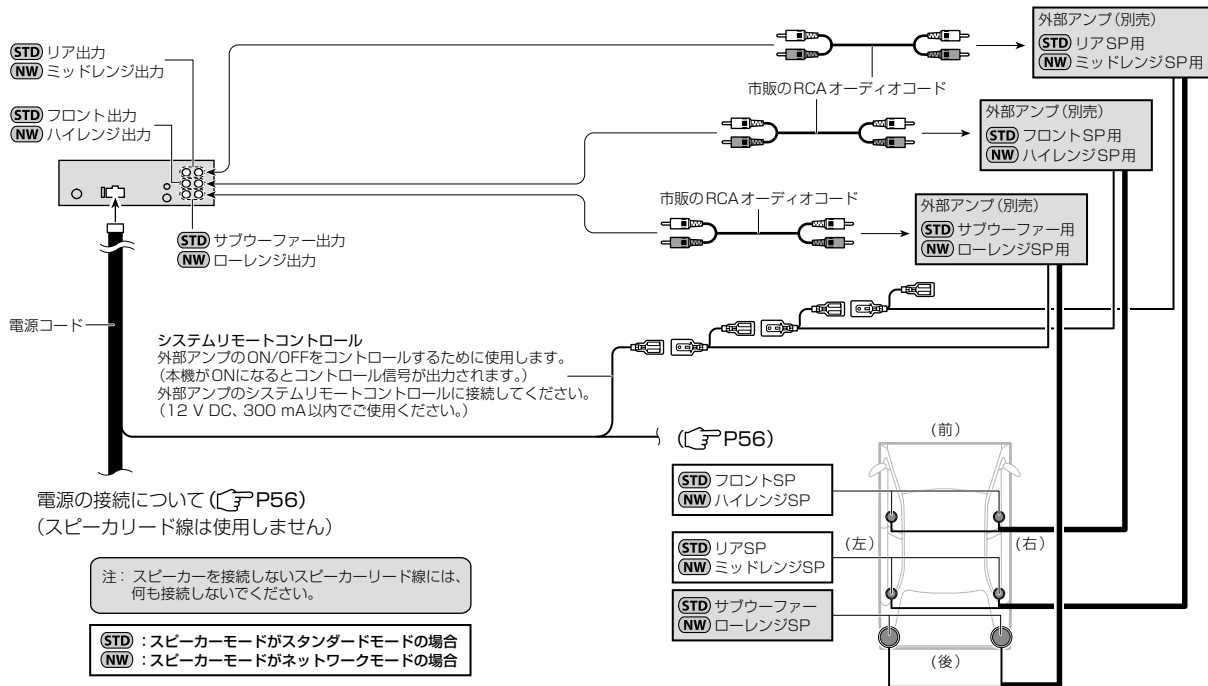 STD リア出力
NW ミッドレンジ出力
STD フロント出力
NW ハイレンジ出力
STD サブウーファー出力
NW ローレンジ出力
市販のRCAオーディオコード
市販のRCAオーディオコード
外部アンプ(別売)
STD リアSP用
NW ミッドレンジSP用
外部アンプ(別売)
STD フロントSP用
NW ハイレンジSP用
外部アンプ(別売)
STD サブウーファー用
NW ローレンジSP用
電源コード
システムリモートコントロール
外部アンプのON/OFFをコントロールするために使用します。
(本機がONになるとコントロール信号が出力されます。)
外部アンプのシステムリモートコントロールに接続してください。
(12 V DC、300 mA以内でご使用ください。)
(P56)
電源の接続について(P56)
(スピーカリード線は使用しません)
注: スピーカーを接続しないスピーカーリード線には、
何も接続しないでください。
STD :スピーカーモードがスタンダードモードの場合
NW :スピーカーモードがネットワークモードの場合
STD フロントSP
NW ハイレンジSP
STD リアSP
NW ミッドレンジSP
STD サブウーファー
NW ローレンジSP
(前)
(左)
(右)
(後)